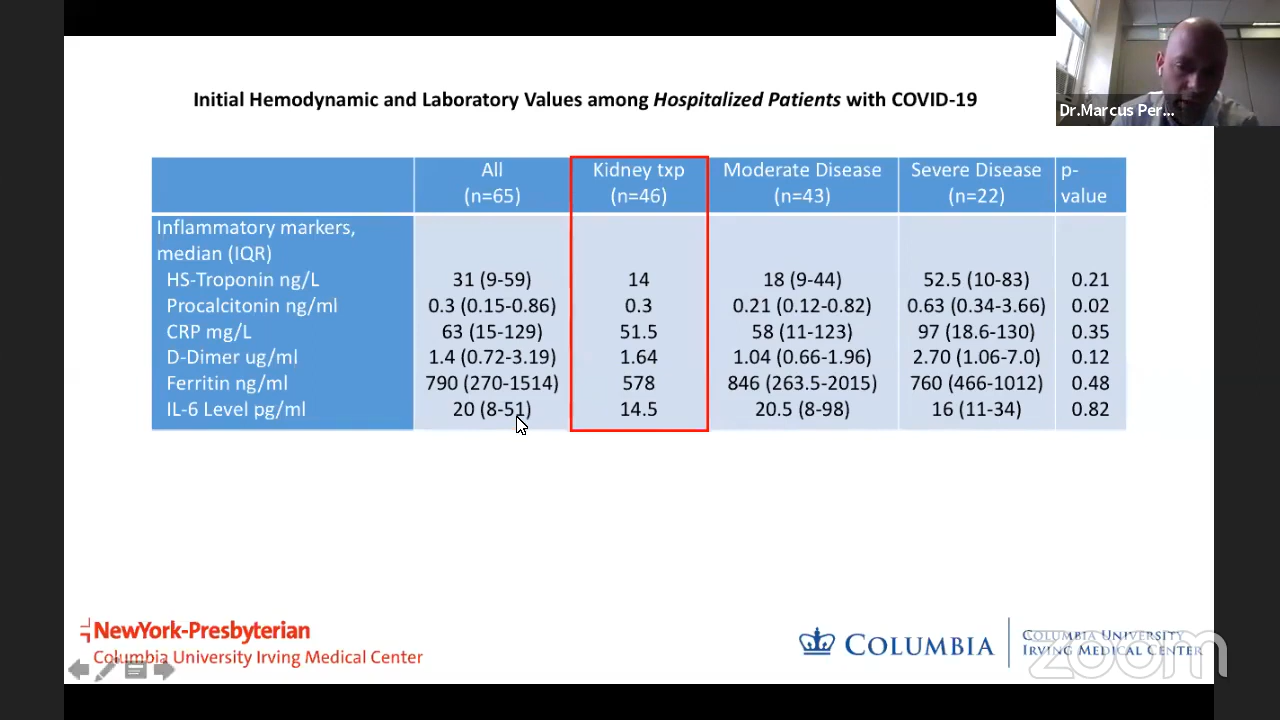 Dr.Marcus Per...
Initial Hemodynamic and Laboratory Values among Hospitalized Patients with COVID-19
All (n=65) Kidney txp (n=46) Moderate Disease (n=43) Severe Disease (n=22) p-value
Inflammatory markers,
median (IQR)
HS-Troponin ng/L 31 (9-59) 14 18 (9-44) 52.5 (10-83) 0.21
Procalcitonin ng/ml 0.3 (0.15-0.86) 0.3 0.21 (0.12-0.82) 0.63 (0.34-3.66) 0.02
CRP mg/L 63 (15-129) 51.5 58 (11-123) 97 (18.6-130) 0.35
D-Dimer ug/ml 1.4 (0.72-3.19) 1.64 1.04 (0.66-1.96) 2.70 (1.06-7.0) 0.12
Ferritin ng/ml 790 (270-1514) 578 846 (263.5-2015) 760 (466-1012) 0.48
IL-6 Level pg/ml 20 (8-51) 14.5 20.5 (8-98) 16 (11-34) 0.82
NewYork-Presbyterian
Columbia University Irving Medical Center
COLUMBIA
COLUMBIA UNIVERSITY
IRVING MEDICAL CENTER
zoom